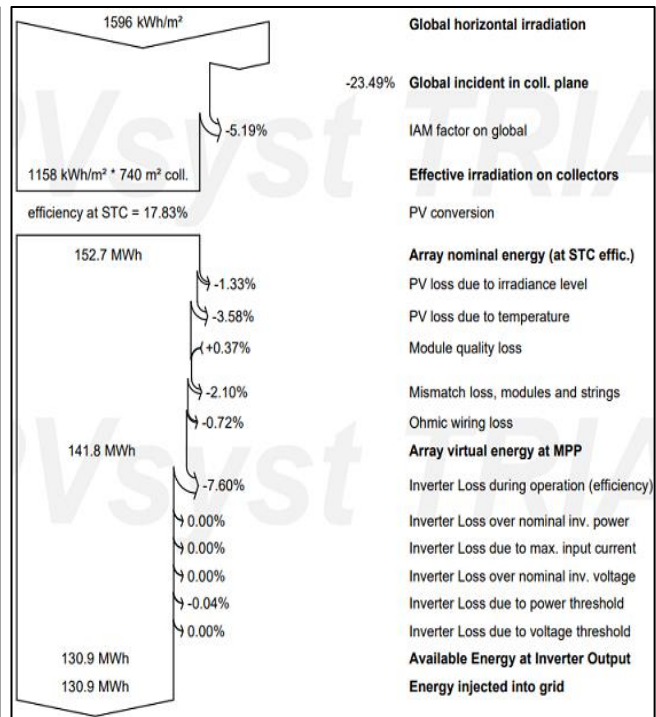 1596 kWh/m² Global horizontal irradiation
-23.49% Global incident in coll. plane
-5.19% IAM factor on global
1158 kWh/m² * 740 m² coll. Effective irradiation on collectors
efficiency at STC = 17.83% PV conversion
152.7 MWh Array nominal energy (at STC effic.)
-1.33% PV loss due to irradiance level
-3.58% PV loss due to temperature
+0.37% Module quality loss
-2.10% Mismatch loss, modules and strings
-0.72% Ohmic wiring loss
141.8 MWh Array virtual energy at MPP
-7.60% Inverter Loss during operation (efficiency)
0.00% Inverter Loss over nominal inv. power
0.00% Inverter Loss due to max. input current
0.00% Inverter Loss over nominal inv. voltage
-0.04% Inverter Loss due to power threshold
0.00% Inverter Loss due to voltage threshold
130.9 MWh Available Energy at Inverter Output
130.9 MWh Energy injected into grid
PVsyst TRIA
PVsyst TRIA